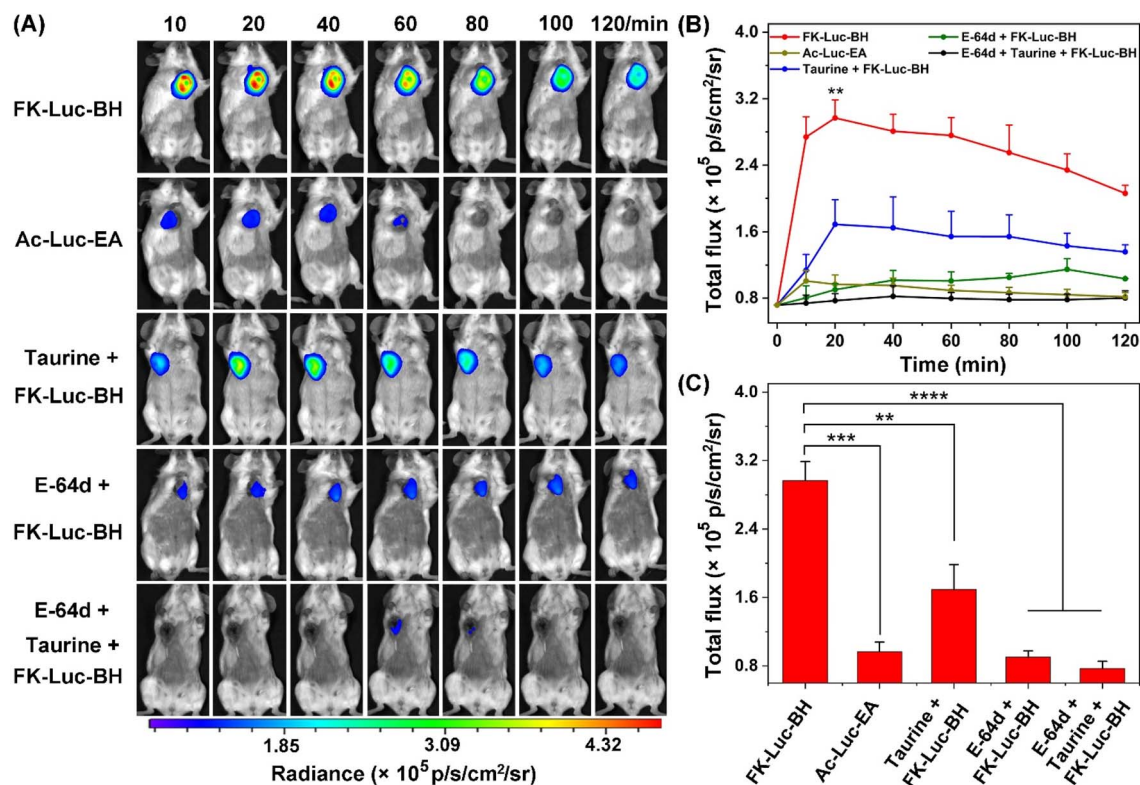 (A)
10 20 40 60 80 100 120/min
FK-Luc-BH
Ac-Luc-EA
Taurine +
FK-Luc-BH
E-64d +
FK-Luc-BH
E-64d +
Taurine +
FK-Luc-BH
1.85 3.09 4.32
Radiance (× 10⁵ p/s/cm²/sr)
(B)
FK-Luc-BH
Ac-Luc-EA
Taurine + FK-Luc-BH
E-64d + FK-Luc-BH
E-64d + Taurine + FK-Luc-BH
**
3.2
2.4
1.6
0.8
Total flux (× 10⁵ p/s/cm²/sr)
0 20 40 60 80 100 120
Time (min)
(C)
****
**
***
4.0
3.2
2.4
1.6
0.8
Total flux (× 10⁵ p/s/cm²/sr)
FK-Luc-BH
Ac-Luc-EA
Taurine +
FK-Luc-BH
E-64d +
FK-Luc-BH
E-64d +
Taurine +
FK-Luc-BH